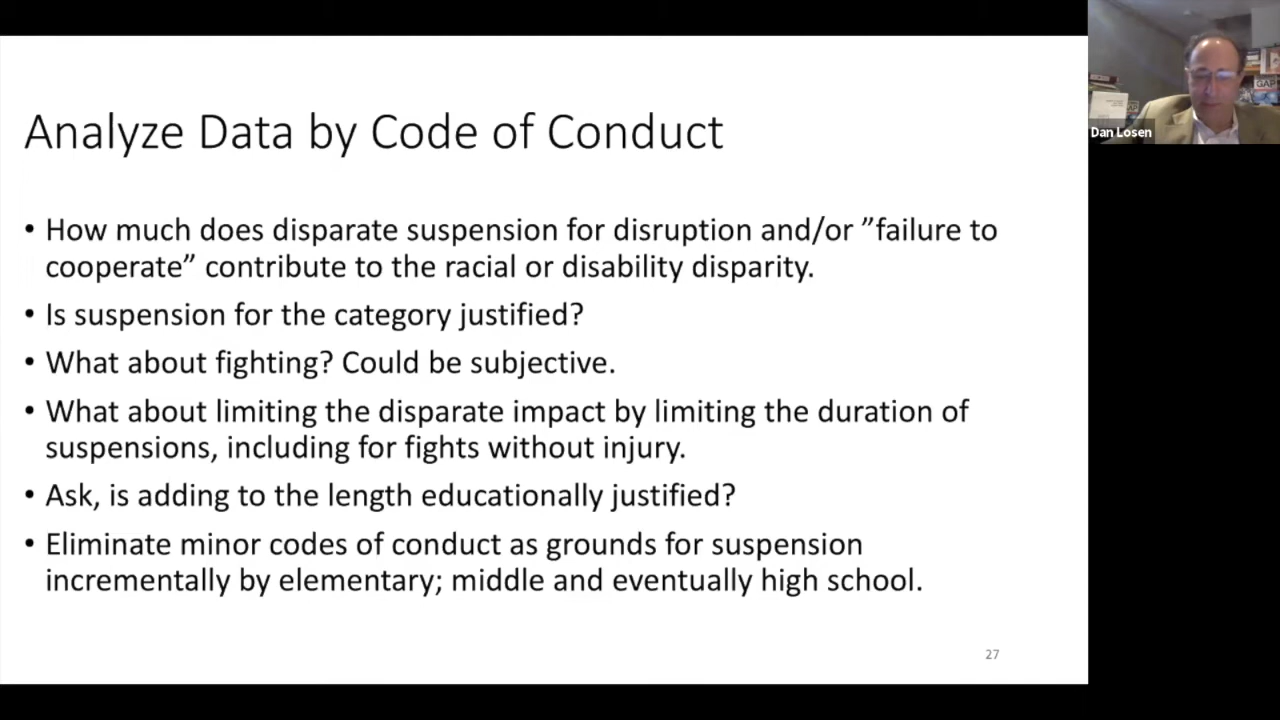 Analyze Data by Code of Conduct
• How much does disparate suspension for disruption and/or ”failure to
cooperate” contribute to the racial or disability disparity.
• Is suspension for the category justified?
• What about fighting? Could be subjective.
• What about limiting the disparate impact by limiting the duration of
suspensions, including for fights without injury.
• Ask, is adding to the length educationally justified?
• Eliminate minor codes of conduct as grounds for suspension
incrementally by elementary; middle and eventually high school.
27
GAP
Dan Losen